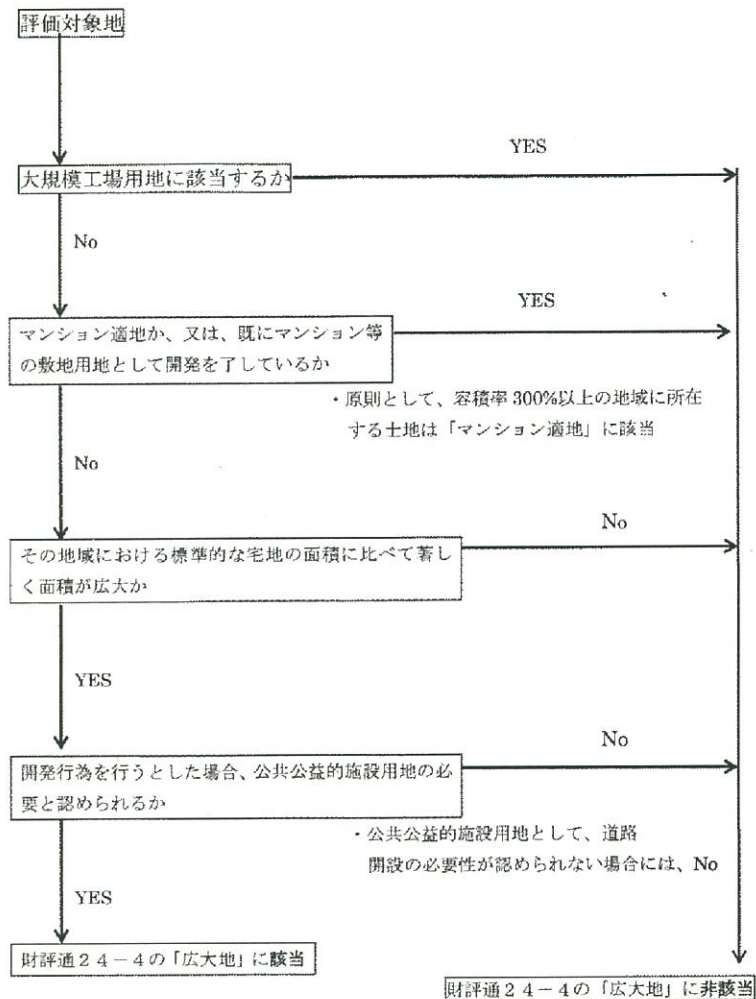 評価対象地
YES
大規模工場用地に該当するか
No
YES
マンション適地か、又は、既にマンション等
の敷地用地として開発を了しているか
・原則として、容積率 300%以上の地域に所在
する土地は「マンション適地」に該当
No
No
その地域における標準的な宅地の面積に比べて著し
く面積が広大か
YES
No
開発行為を行うとした場合、公共公益的施設用地の必
要と認められるか
・公共公益的施設用地として、道路
開設の必要性が認められない場合には、No
YES
財評通24-4の「広大地」に該当
財評通24-4の「広大地」に非該当